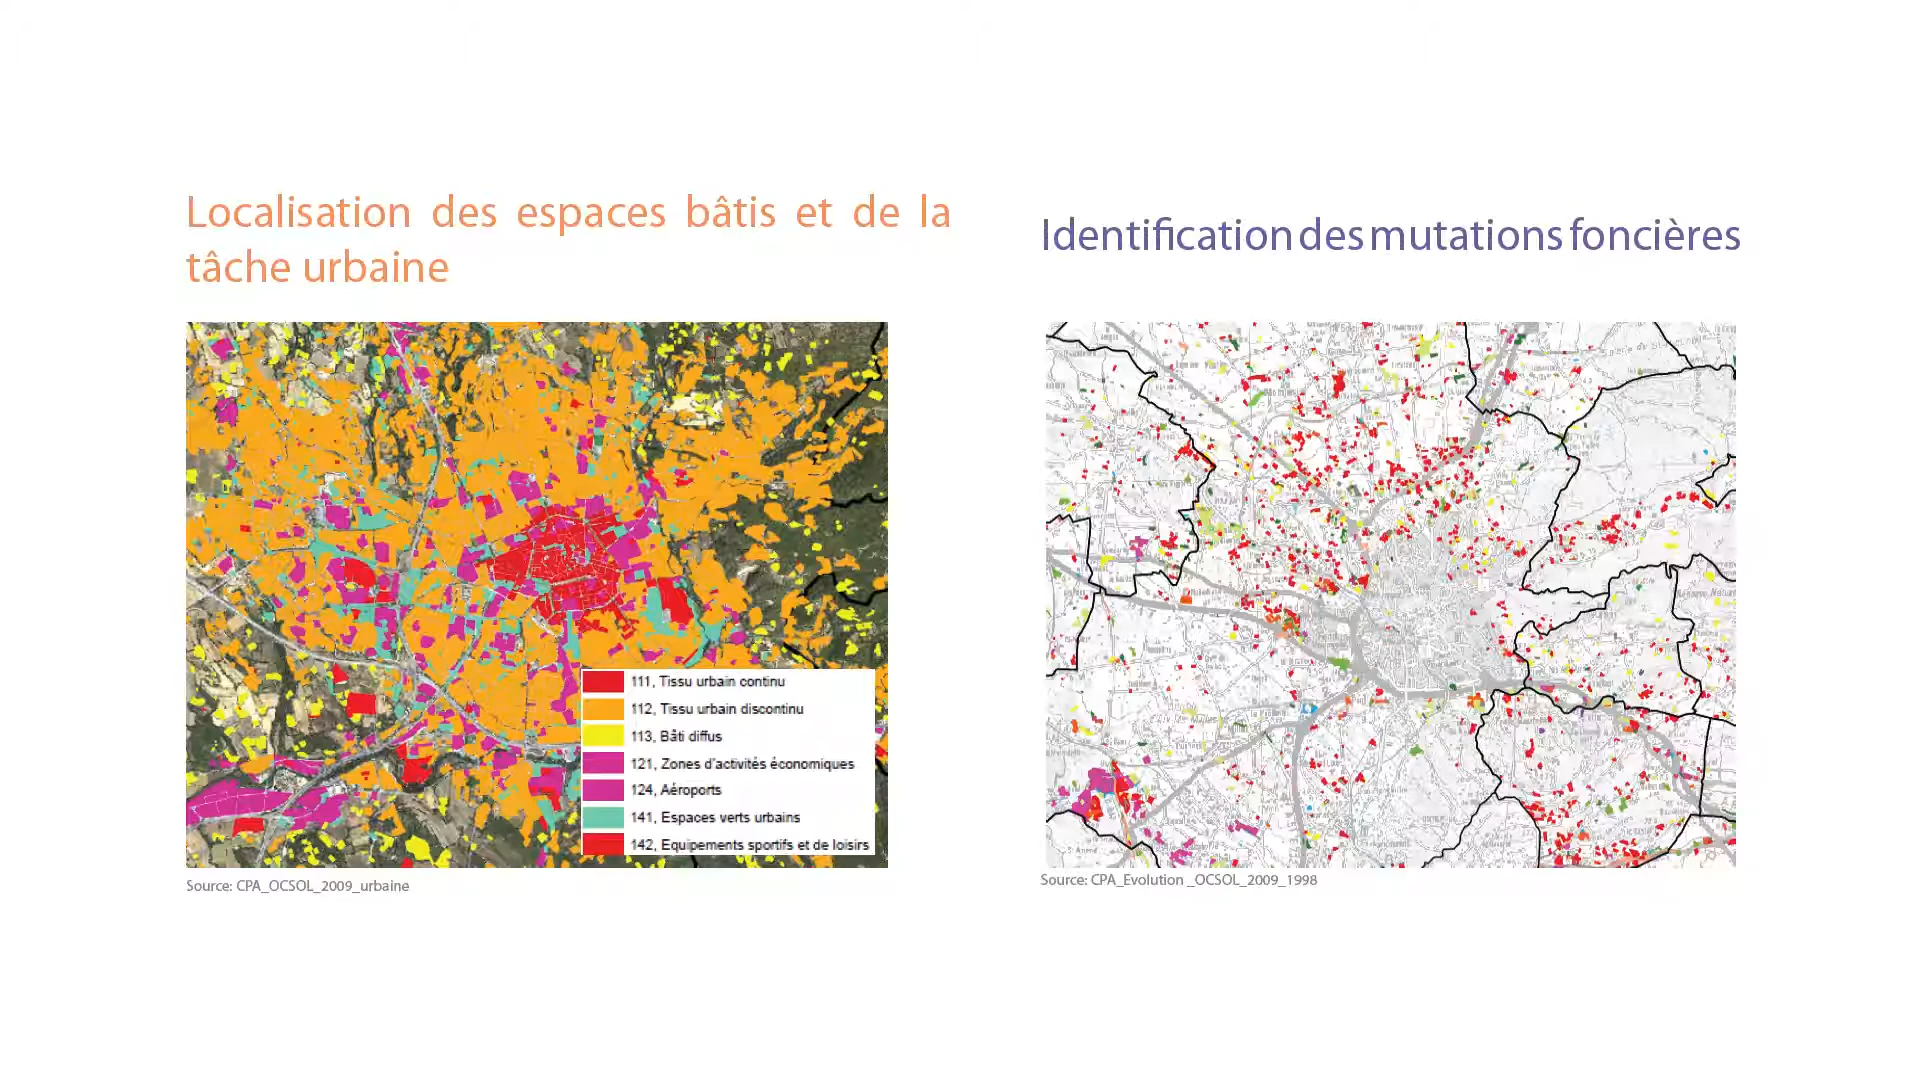 Localisation des espaces bâtis et de la
tâche urbaine
111, Tissu urbain continu
112, Tissu urbain discontinu
113, Bâti diffus
121, Zones d'activités économiques
124, Aéroports
141, Espaces verts urbains
142, Equipements sportifs et de loisirs
Source: CPA_OCSOL_2009_urbaine
Identification des mutations foncières
Source: CPA_Evolution _OCSOL_2009_1998